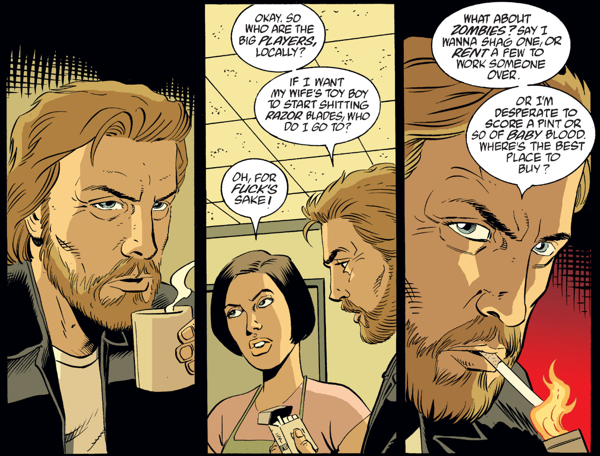 OKAY. SO
WHO ARE THE
BIG PLAYERS,
LOCALLY?
IF I WANT
MY WIFE'S TOY BOY
TO START SHITTING
RAZOR BLADES, WHO
DO I GO TO?
OH, FOR
FUCK'S
SAKE!
WHAT ABOUT
ZOMBIES? SAY I
WANNA SHAG ONE, OR
RENT A FEW TO
WORK SOMEONE
OVER.
OR I'M
DESPERATE TO
SCORE A PINT OR
SO OF BABY BLOOD.
WHERE'S THE BEST
PLACE TO
BUY?